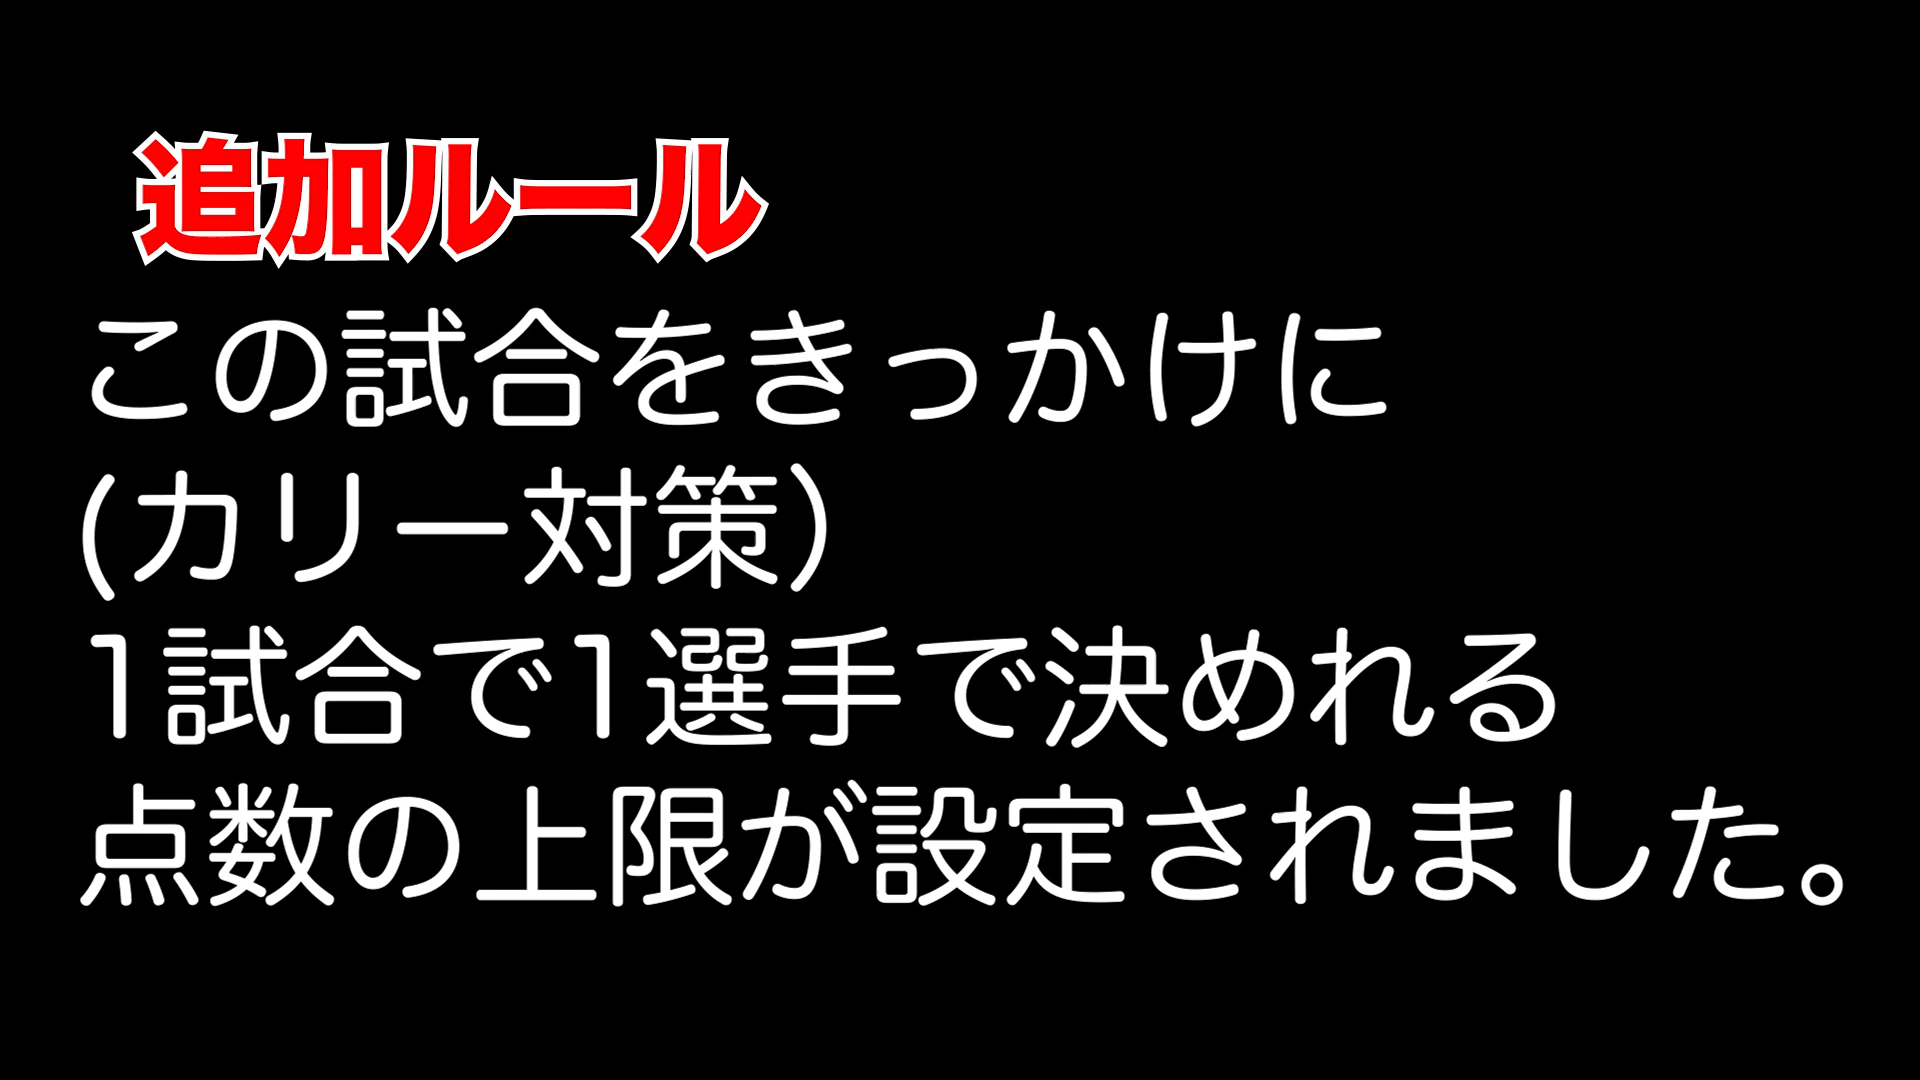 追加ルール
この試合をきっかけに
(カリー対策)
1試合で1選手で決めれる
点数の上限が設定されました。